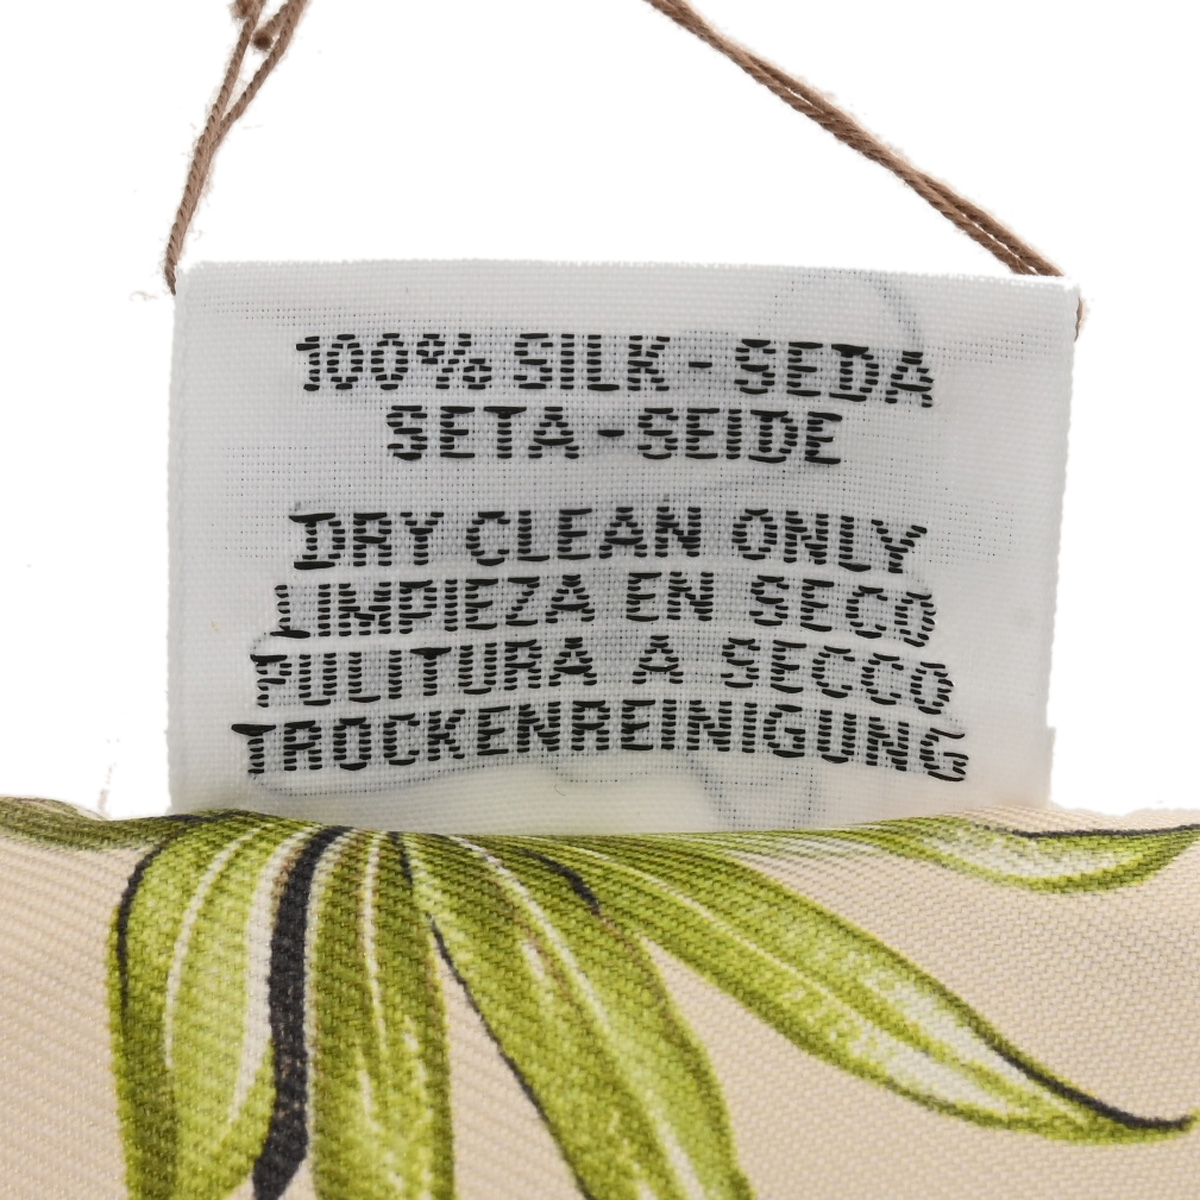 100% SILK - SEDA
SETA - SEIDE
DRY CLEAN ONLY
LIMPIEZA EN SECO
PULITURA A SECCO
TROCKENREINIGUNG